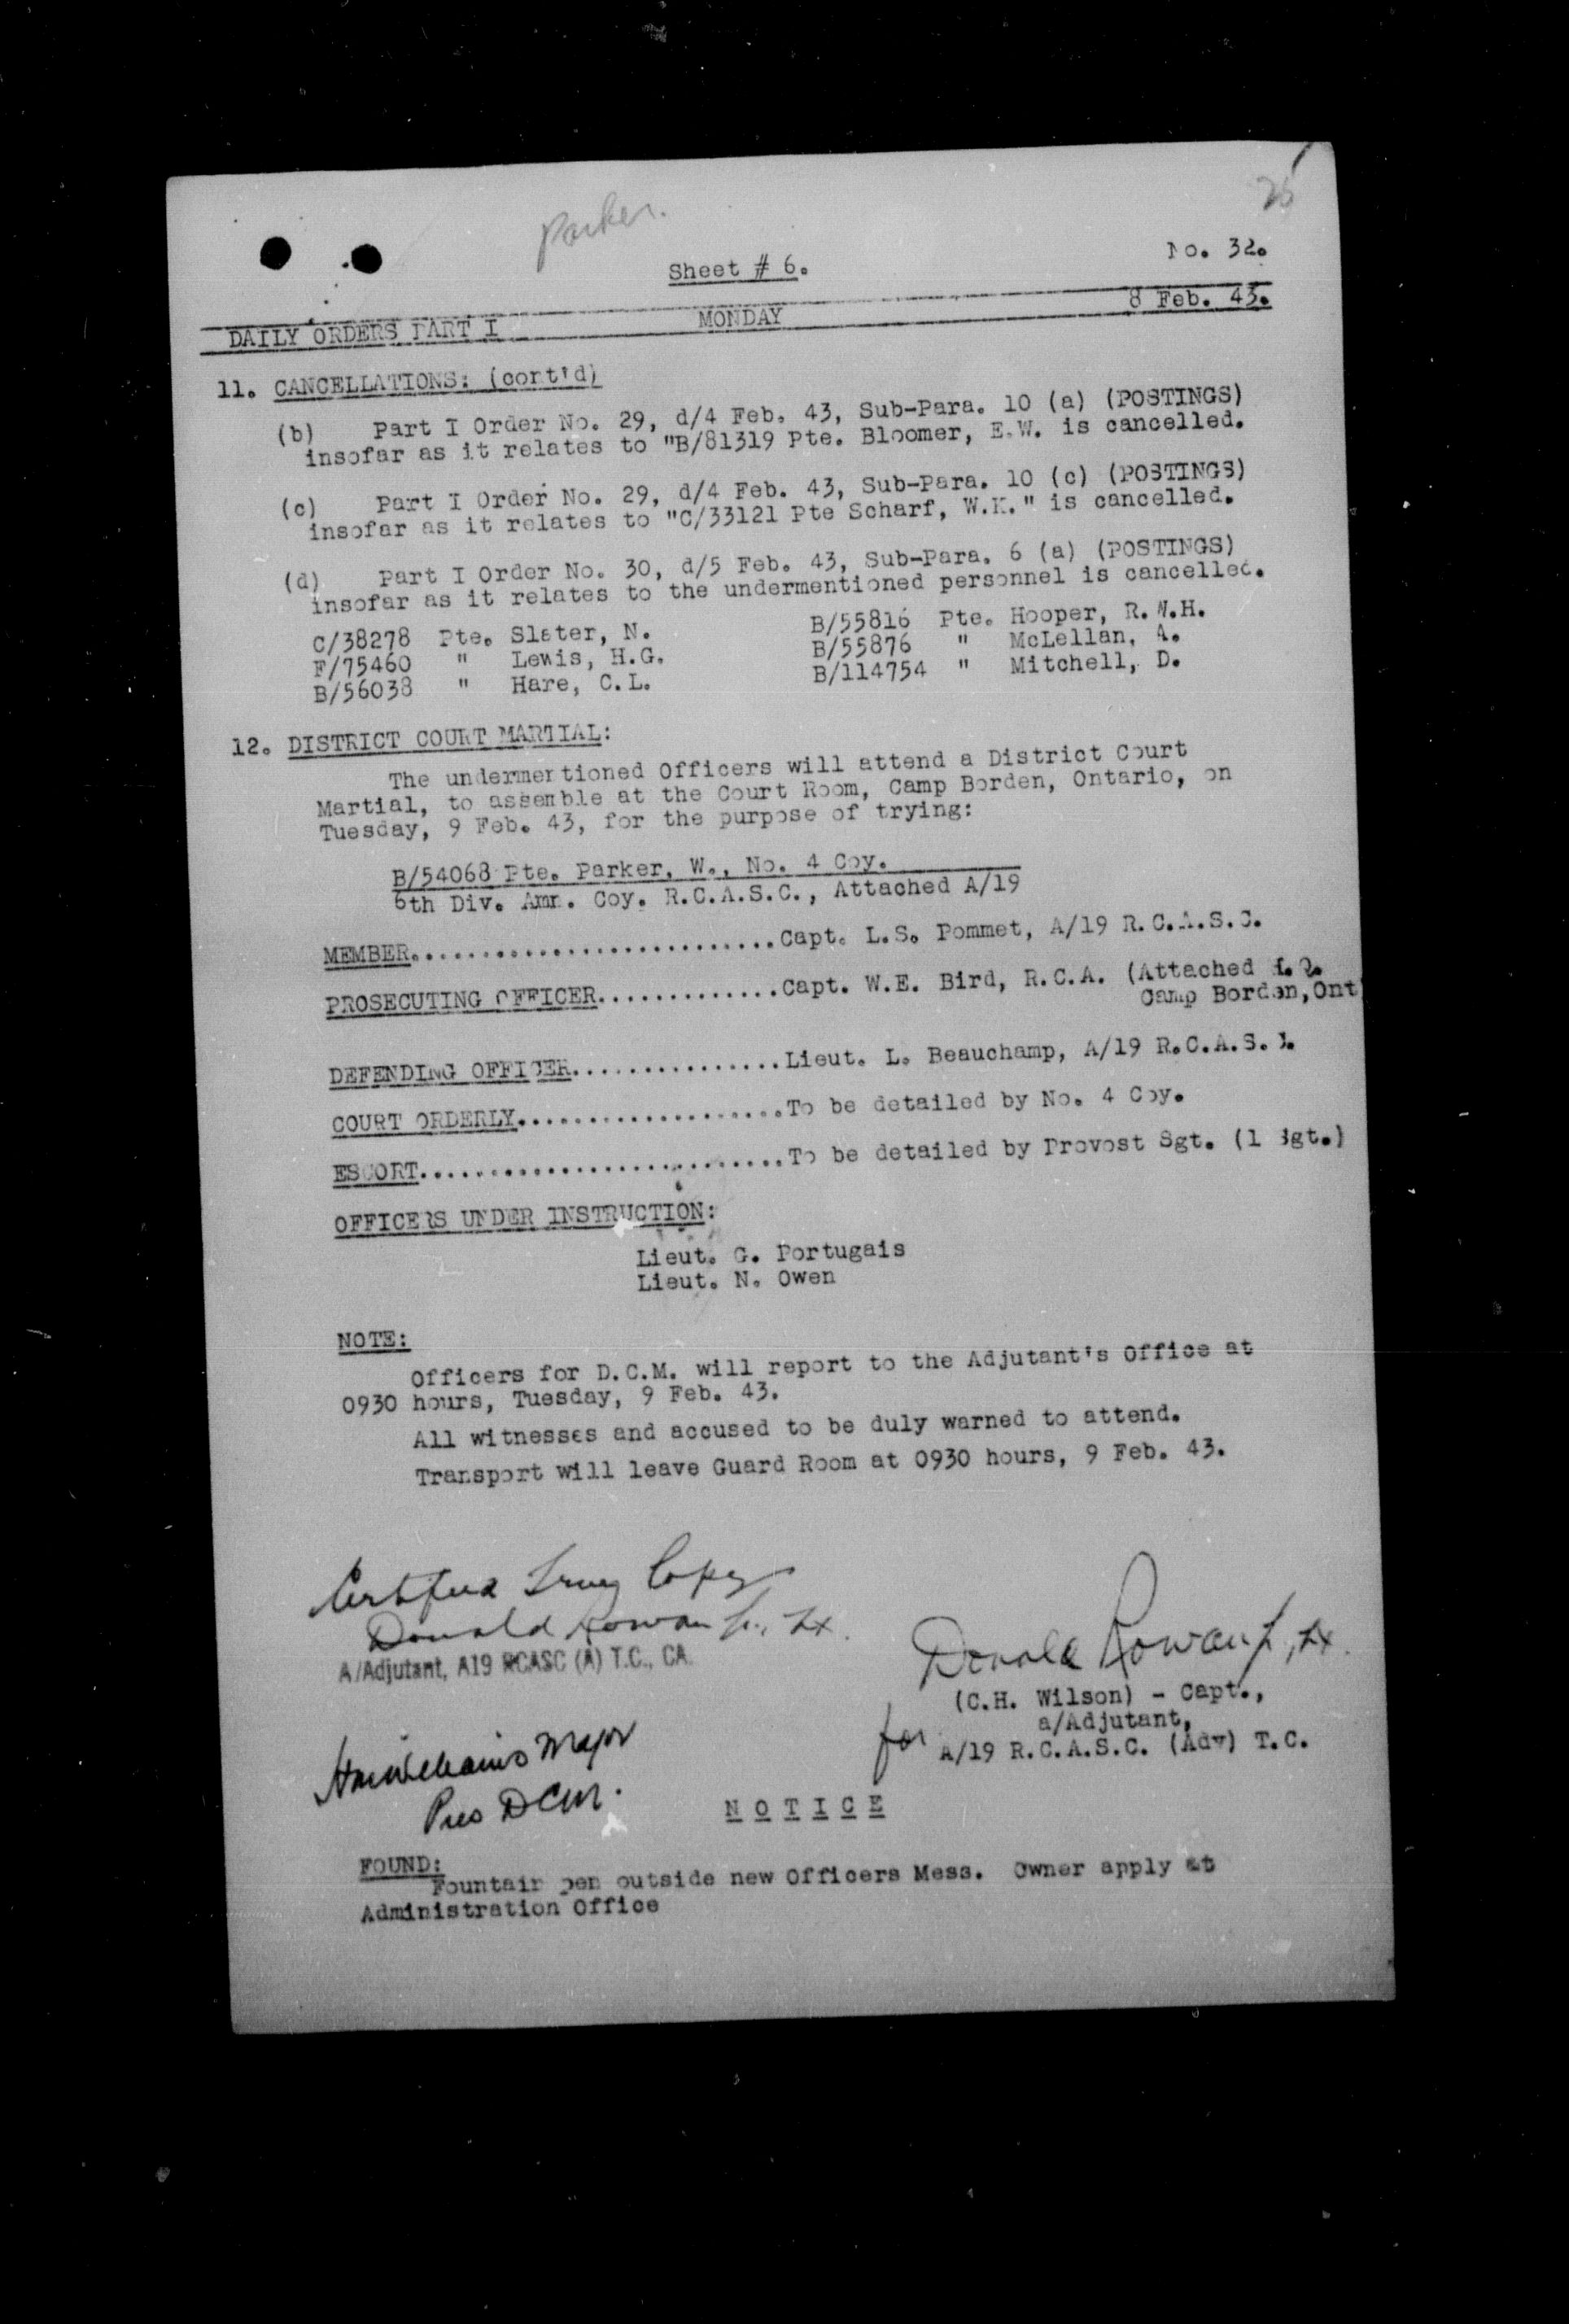 25
Parker.
No. 32.
Sheet # 6.
8 Feb. 43.
DAILY ORDERS PART I MONDAY
11. CANCELLATIONS: (cont'd)
(b) Part I Order No. 29, d/4 Feb. 43, Sub-Para. 10 (a) (POSTINGS)
insofar as it relates to "B/81319 Pte. Bloomer, E.W. is cancelled.
(c) Part I Order No. 29, d/4 Feb. 43, Sub-Para. 10 (c) (POSTINGS)
insofar as it relates to "C/33121 Pte Scharf, W.K." is cancelled.
(d) Part I Order No. 30, d/5 Feb. 43, Sub-Para. 6 (a) (POSTINGS)
insofar as it relates to the undermentioned personnel is cancelled.
C/38278 Pte. Slater, N. B/55816 Pte. Hooper, R.W.H.
F/75460 " Lewis, H.G. B/55876 " McLellan, A.
B/56038 " Hare, C.L. B/114754 " Mitchell, D.
12. DISTRICT COURT MARTIAL:
The undermentioned Officers will attend a District Court
Martial, to assemble at the Court Room, Camp Borden, Ontario, on
Tuesday, 9 Feb. 43, for the purpose of trying:
B/54068 Pte. Parker, W., No. 4 Coy.
6th Div. Amn. Coy. R.C.A.S.C., Attached A/19
MEMBER..........................Capt. L.S. Pommet, A/19 R.C.A.S.C.
PROSECUTING OFFICER.............Capt. W.E. Bird, R.C.A. (Attached H.Q.
Camp Borden, Ont
DEFENDING OFFICER...............Lieut. L. Beauchamp, A/19 R.C.A.S.C.
COURT ORDERLY...................To be detailed by No. 4 Coy.
ESCORT..........................To be detailed by Provost Sgt. (1 Sgt.)
OFFICERS UNDER INSTRUCTION:
Lieut. G. Portugais
Lieut. N. Owen
NOTE:
Officers for D.C.M. will report to the Adjutant's Office at
0930 hours, Tuesday, 9 Feb. 43.
All witnesses and accused to be duly warned to attend.
Transport will leave Guard Room at 0930 hours, 9 Feb. 43.
Certified True Copy
Donald Rowan Lt.
A/Adjutant, A19 RCASC (A) T.C., CA.
Donald Rowan Lt.
(C.H. Wilson) - Capt.,
a/Adjutant,
for A/19 R.C.A.S.C. (Adv) T.C.
Williams Major
Pres DCM.
NOTICE
FOUND:
Fountain pen outside new Officers Mess. Owner apply at
Administration Office